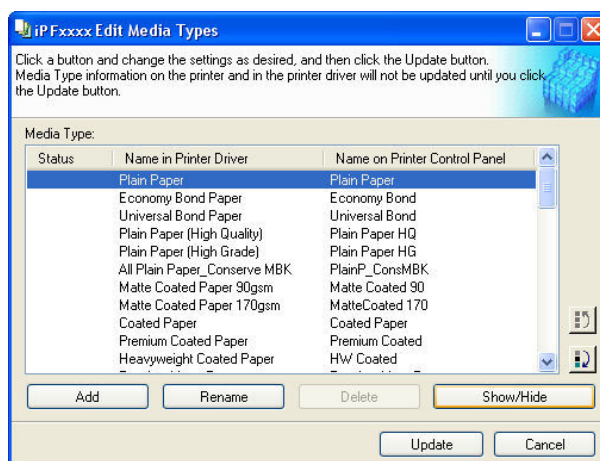 iPFxxxx Edit Media Types
Click a button and change the settings as desired, and then click the Update button.
Media Type information on the printer and in the printer driver will not be updated until you click
the Update button.
Media Type:
Status Name in Printer Driver Name on Printer Control Panel
Plain Paper Plain Paper
Economy Bond Paper Economy Bond
Universal Bond Paper Universal Bond
Plain Paper (High Quality) Plain Paper HQ
Plain Paper (High Grade) Plain Paper HG
All Plain Paper_Conserve MBK PlainP_ConsMBK
Matte Coated Paper 90gsm Matte Coated 90
Matte Coated Paper 170gsm MatteCoated 170
Coated Paper Coated Paper
Premium Coated Paper Premium Coated
Heavyweight Coated Paper HW Coated
Add Rename Delete Show/Hide
Update Cancel